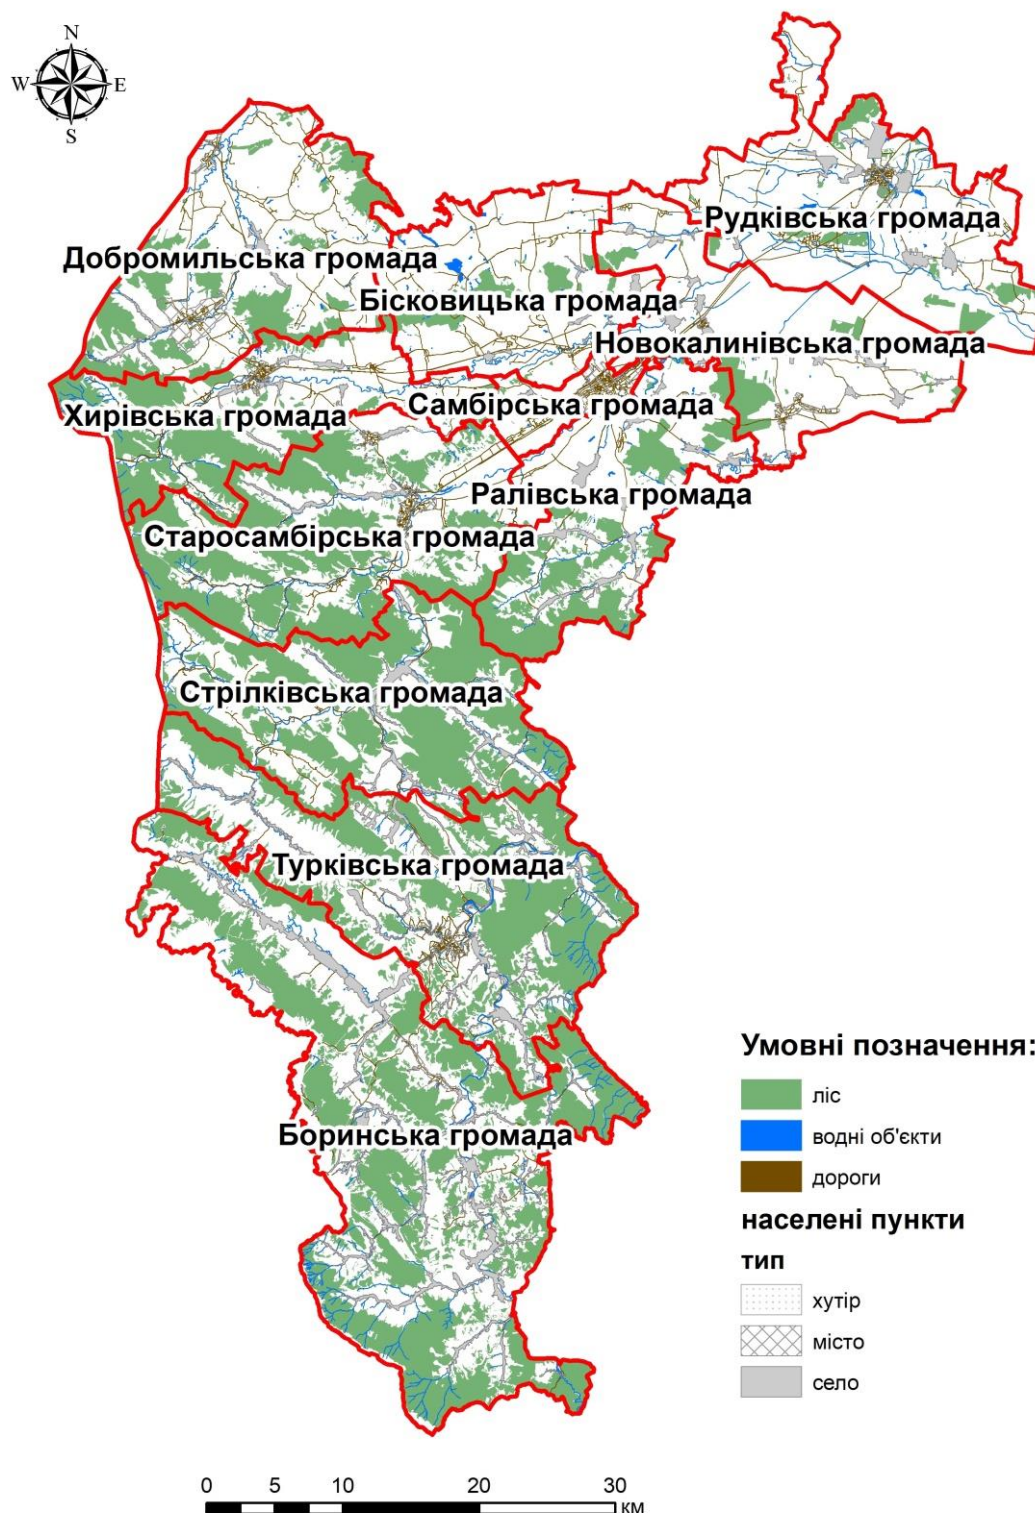 N
W E
S
Рудківська громада
Добромильська громада
Бісковицька громада
Новокалинівська громада
Самбірська громада
Хирівська громада
Ралівська громада
Старосамбірська громада
Стрілківська громада
Турківська громада
Боринська громада
Умовні позначення:
ліс
водні об'єкти
дороги
населені пункти
тип
хутір
місто
село
0 5 10 20 30
км